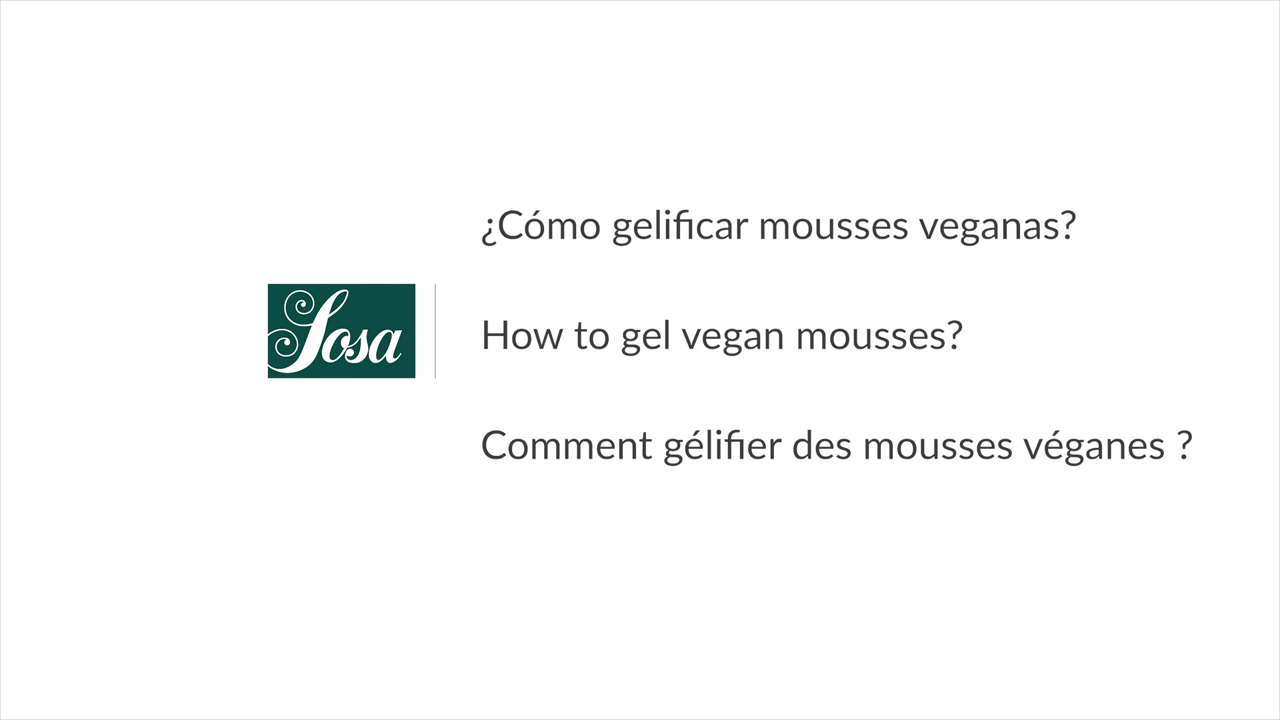 ¿Cómo gelificar mousses veganas?
Sosa
How to gel vegan mousses?
Comment gélifier des mousses véganes ?